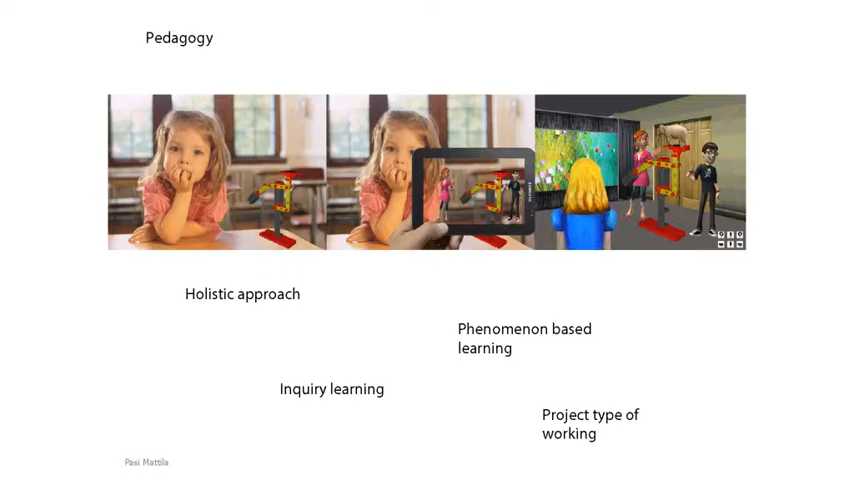 Pedagogy
Holistic approach
Phenomenon based
learning
Inquiry learning
Project type of
working
Pasi Mattila